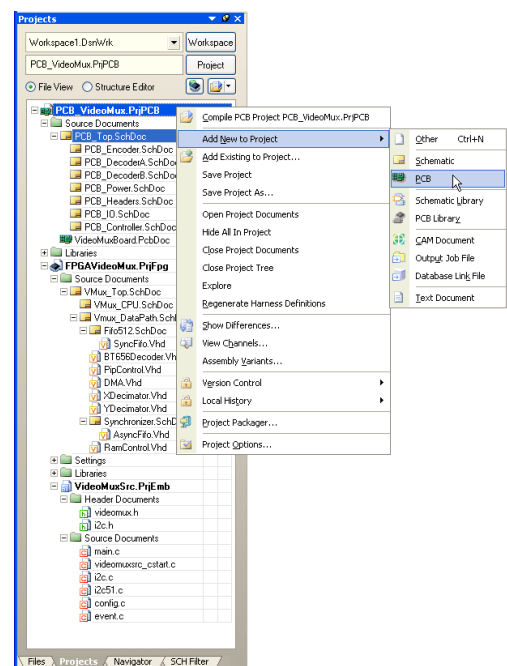 Projects
Workspace1.DsnWrk
Workspace
PCB_VideoMux.PrjPCB
Project
File View
Structure Editor
PCB_VideoMux.PrjPCB
Source Documents
PCB_Top.SchDoc
PCB_Encoder.SchDoc
PCB_DecoderA.SchDoc
PCB_DecoderB.SchDoc
PCB_Power.SchDoc
PCB_Headers.SchDoc
PCB_IO.SchDoc
PCB_Controller.SchDoc
VideoMuxBoard.PcbDoc
Libraries
FPGAVideoMux.PrjFpg
Source Documents
VMux_Top.SchDoc
VMux_CPU.SchDoc
Vmux_DataPath.Schl
Fifo512.SchDoc
SyncFifo.Vhd
BT656Decoder.Vh
PipControl.Vhd
DMA.Vhd
XDecimator.Vhd
YDecimator.Vhd
Synchronizer.SchD
AsyncFifo.Vhd
RamControl.Vhd
Settings
Libraries
VideoMuxSrc.PrjEmb
Header Documents
videomux.h
i2c.h
Source Documents
main.c
videomuxsrc_cstart.c
i2c.c
i2c51.c
config.c
event.c
Files
Projects
Navigator
SCH Filter
Compile PCB Project PCB_VideoMux.PrjPCB
Add New to Project
Add Existing to Project...
Save Project
Save Project As...
Open Project Documents
Hide All In Project
Close Project Documents
Close Project Tree
Explore
Regenerate Harness Definitions
Show Differences...
View Channels...
Assembly Variants...
Version Control
Local History
Project Packager...
Project Options...
Other Ctrl+N
Schematic
PCB
Schematic Library
PCB Library
CAM Document
Output Job File
Database Link File
Text Document